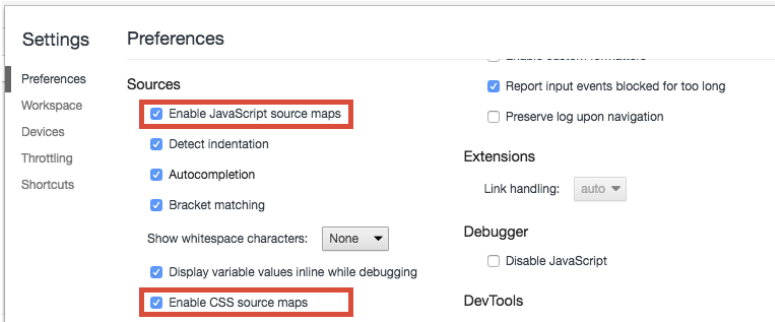 Settings
Preferences
Workspace
Devices
Throttling
Shortcuts
Preferences
Sources
Enable JavaScript source maps
Detect indentation
Autocompletion
Bracket matching
Show whitespace characters: None
Display variable values inline while debugging
Enable CSS source maps
Report input events blocked for too long
Preserve log upon navigation
Extensions
Link handling: auto
Debugger
Disable JavaScript
DevTools